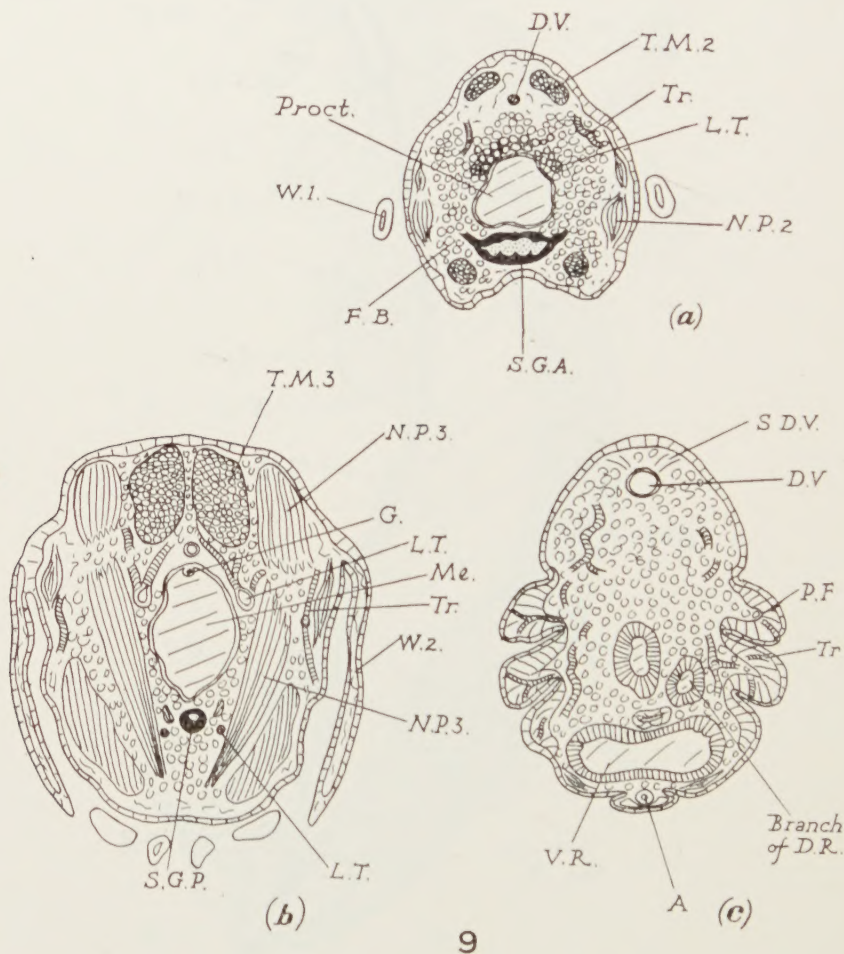 D.V.
T.M.2
Proct.
Tr.
L.T.
W.1.
N.P.2
F.B.
(a)
S.G.A.
T.M.3
N.P.3.
G.
L.T.
Me.
Tr.
W.2.
N.P.3.
S.G.P.
L.T.
(b)
S D.V.
D.V
P.F
Tr
Branch
of D.R.
V.R.
A
(c)
9